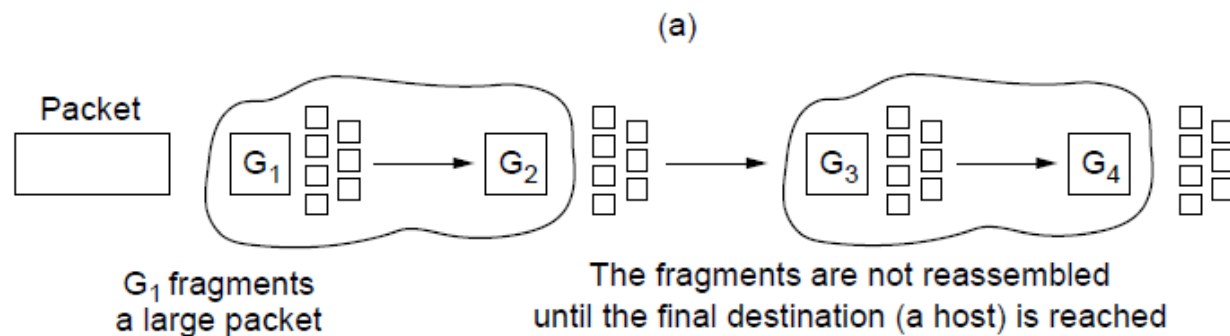 (a)
Packet
G1 G2 G3 G4
G1 fragments
a large packet
The fragments are not reassembled
until the final destination (a host) is reached